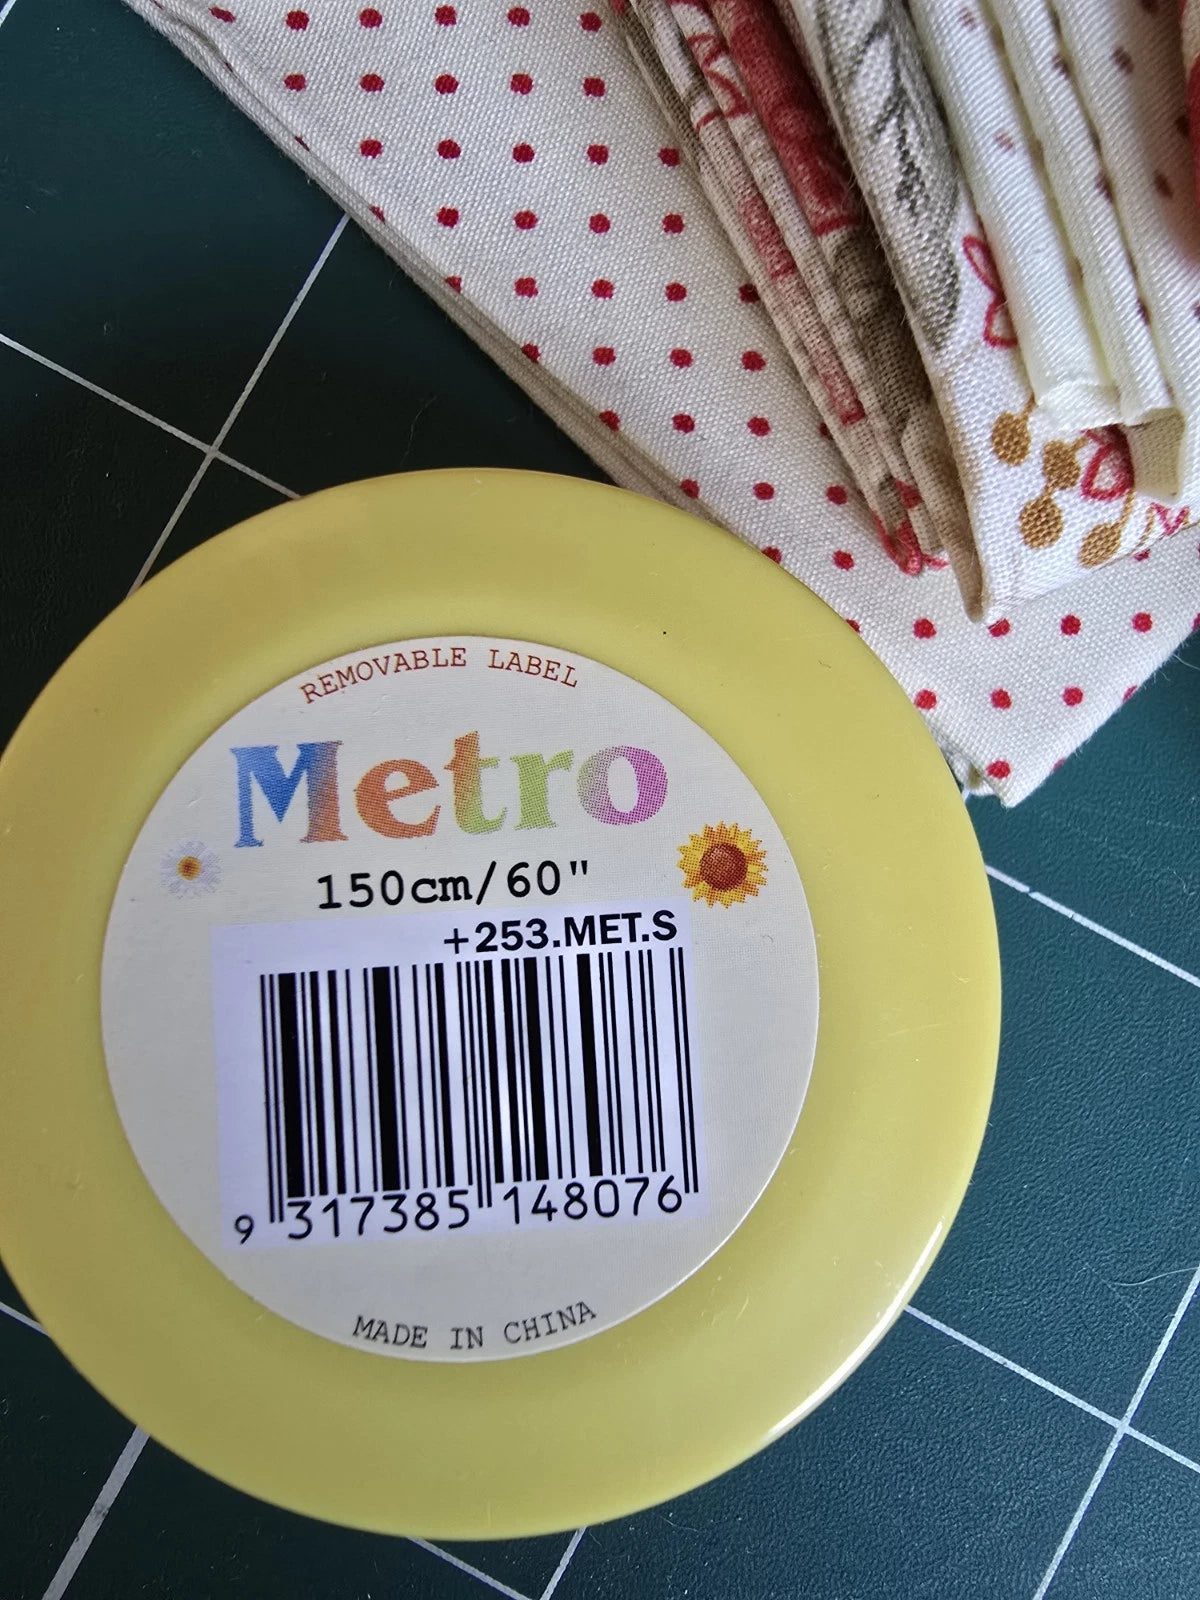 REMOVABLE LABEL
Metro
150cm/60"
+253.MET.S
9 317385 148076
MADE IN CHINA